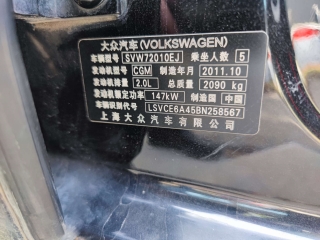 大众汽车(VOLKSWAGEN)
车辆型号 SVW72010EJ 乘坐人数 5
发动机型号 CGM 制造年月 2011.10
发动机排量 2.0L 总质量 2090 kg
发动机额定功率 147kW 制造国 中国
车辆识别代号 LSVCE6A45BN258567
上海大众汽车有限公司